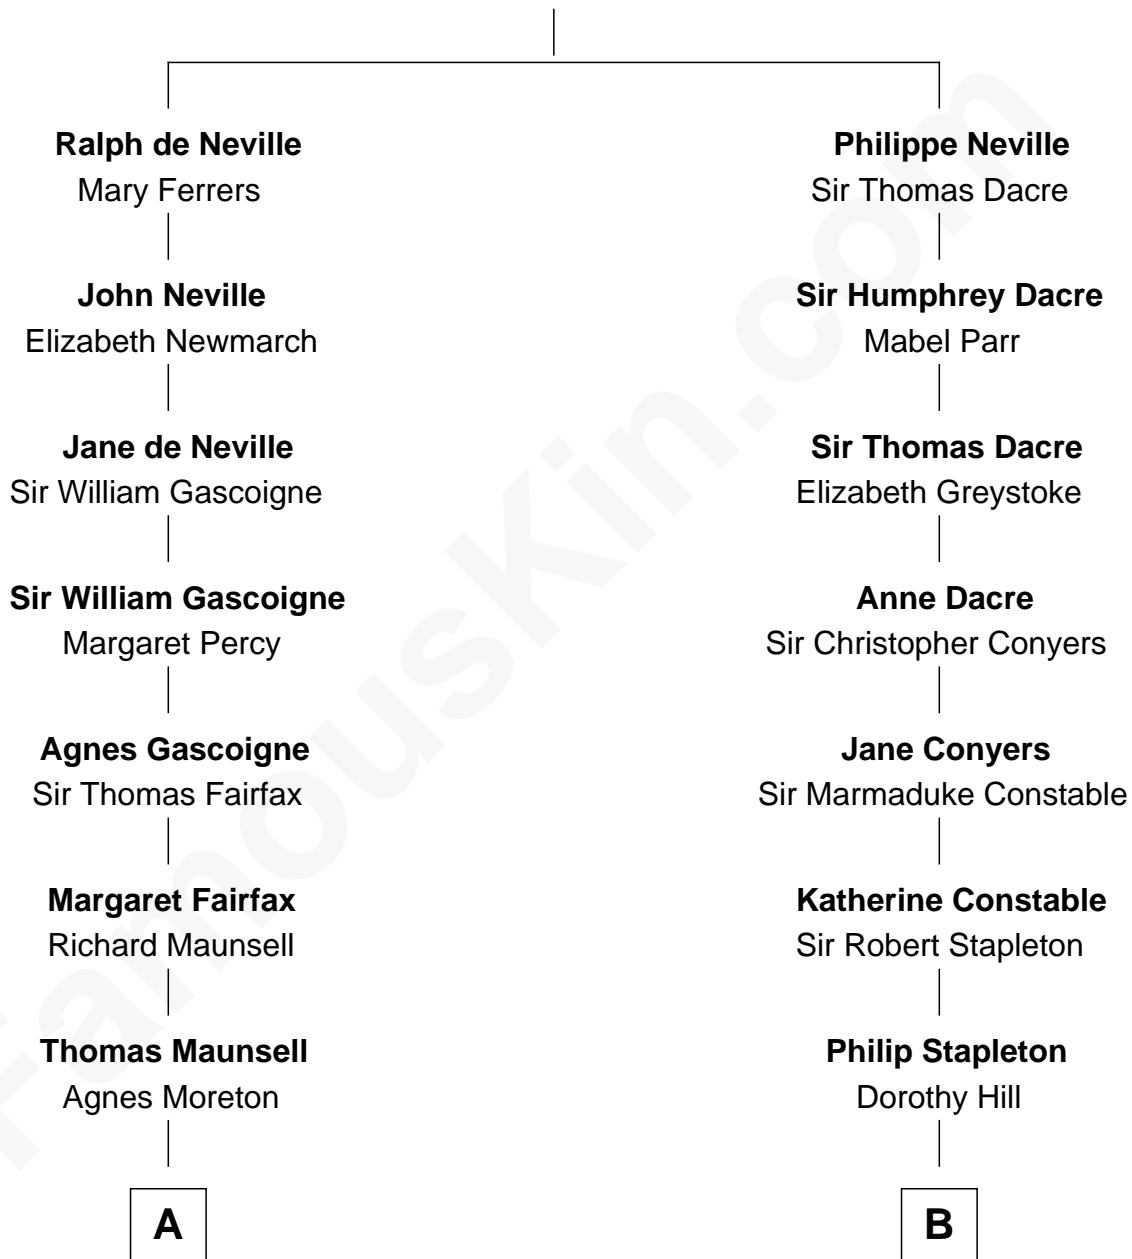 Ralph de Neville
Mary Ferrers
John Neville
Elizabeth Newmarch
Jane de Neville
Sir William Gascoigne
Sir William Gascoigne
Margaret Percy
Agnes Gascoigne
Sir Thomas Fairfax
Margaret Fairfax
Richard Maunsell
Thomas Maunsell
Agnes Moreton
A
Philippe Neville
Sir Thomas Dacre
Sir Humphrey Dacre
Mabel Parr
Sir Thomas Dacre
Elizabeth Greystoke
Anne Dacre
Sir Christopher Conyers
Jane Conyers
Sir Marmaduke Constable
Katherine Constable
Sir Robert Stapleton
Philip Stapleton
Dorothy Hill
B
FamousKin.com